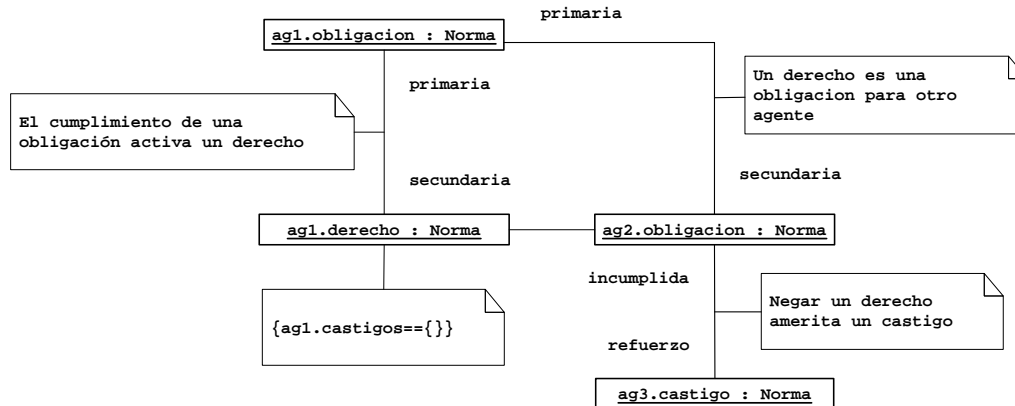 primaria
ag1.obligacion : Norma
primaria
Un derecho es una
obligacion para otro
agente
El cumplimiento de una
obligación activa un derecho
secundaria
secundaria
ag1.derecho : Norma
ag2.obligacion : Norma
incumplida
{ag1.castigos=={}}
Negar un derecho
amerita un castigo
refuerzo
ag3.castigo : Norma